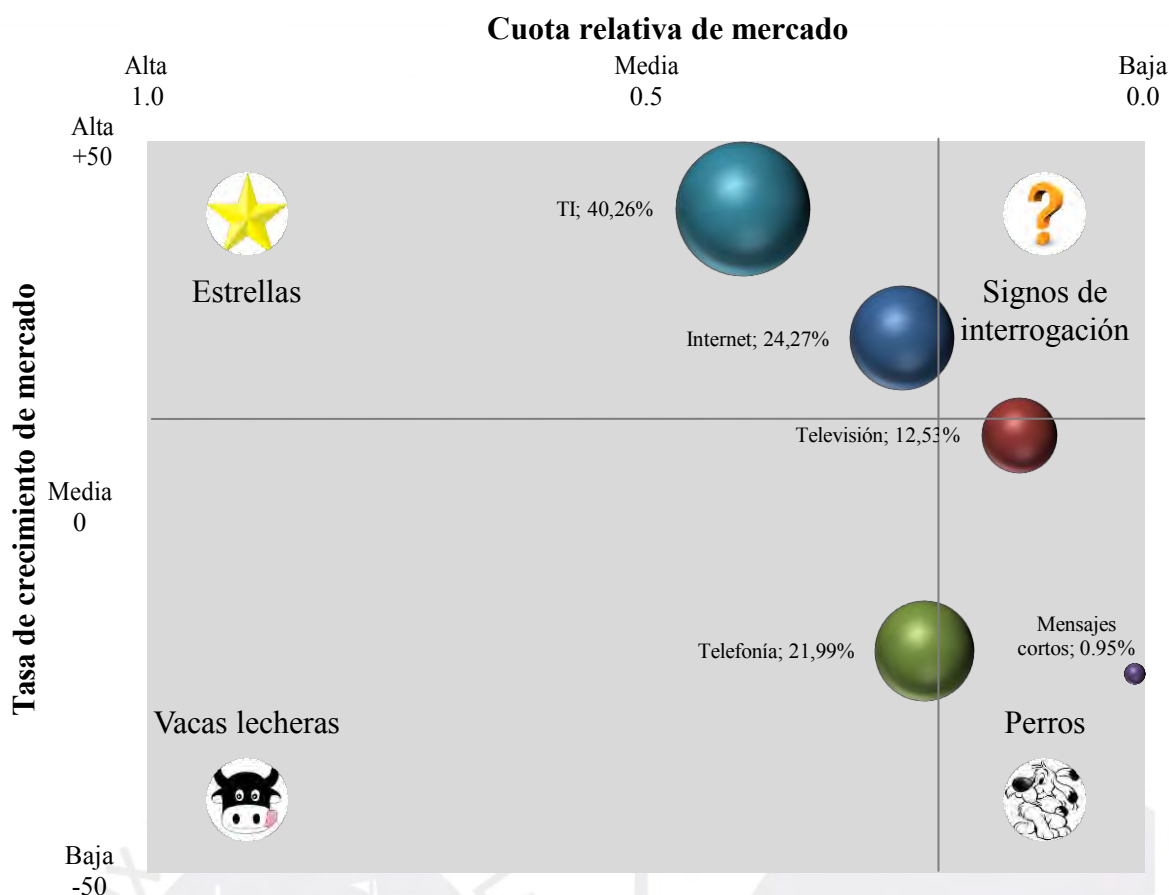 Cuota relativa de mercado
Alta
1.0
Media
0.5
Baja
0.0
Alta
+50
TI; 40,26%
Estrellas
Signos de
interrogación
Internet; 24,27%
Televisión; 12,53%
Tasa de crecimiento de mercado
Media
0
Mensajes
cortos; 0.95%
Telefonía; 21,99%
Vacas lecheras
Perros
Baja
-50